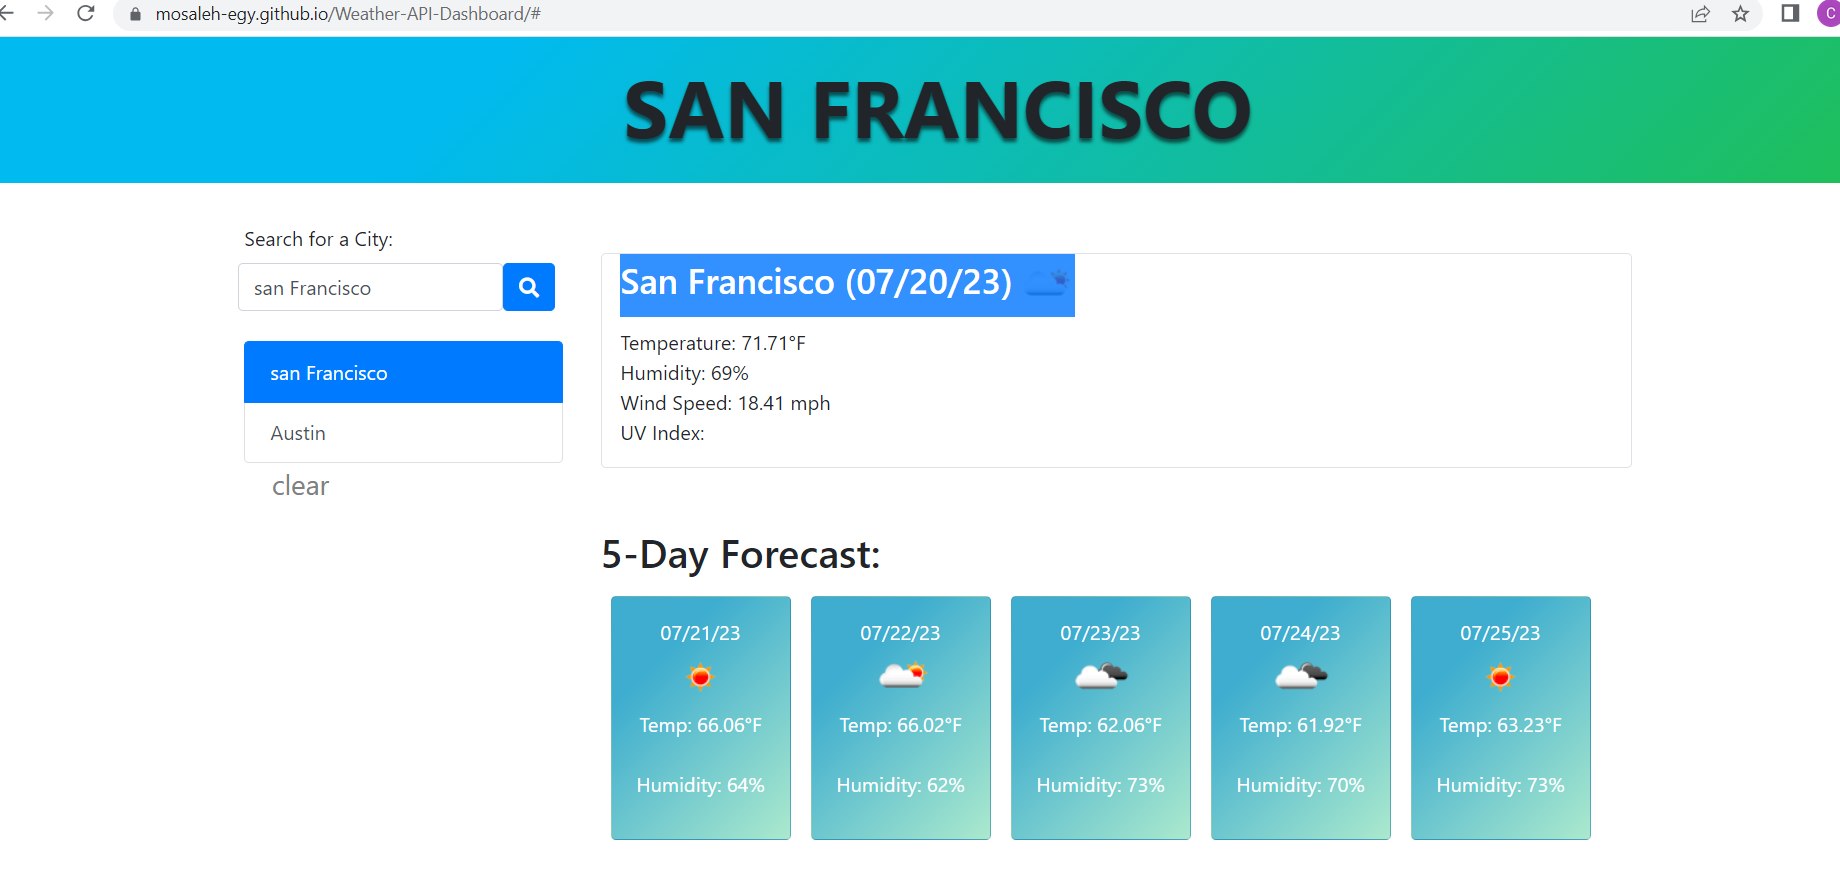 mosaleh-egy.github.io/Weather-API-Dashboard/#
C
SAN FRANCISCO
Search for a City:
san Francisco
san Francisco
Austin
clear
San Francisco (07/20/23)
Temperature: 71.71°F
Humidity: 69%
Wind Speed: 18.41 mph
UV Index:
5-Day Forecast:
07/21/23
Temp: 66.06°F
Humidity: 64%
07/22/23
Temp: 66.02°F
Humidity: 62%
07/23/23
Temp: 62.06°F
Humidity: 73%
07/24/23
Temp: 61.92°F
Humidity: 70%
07/25/23
Temp: 63.23°F
Humidity: 73%